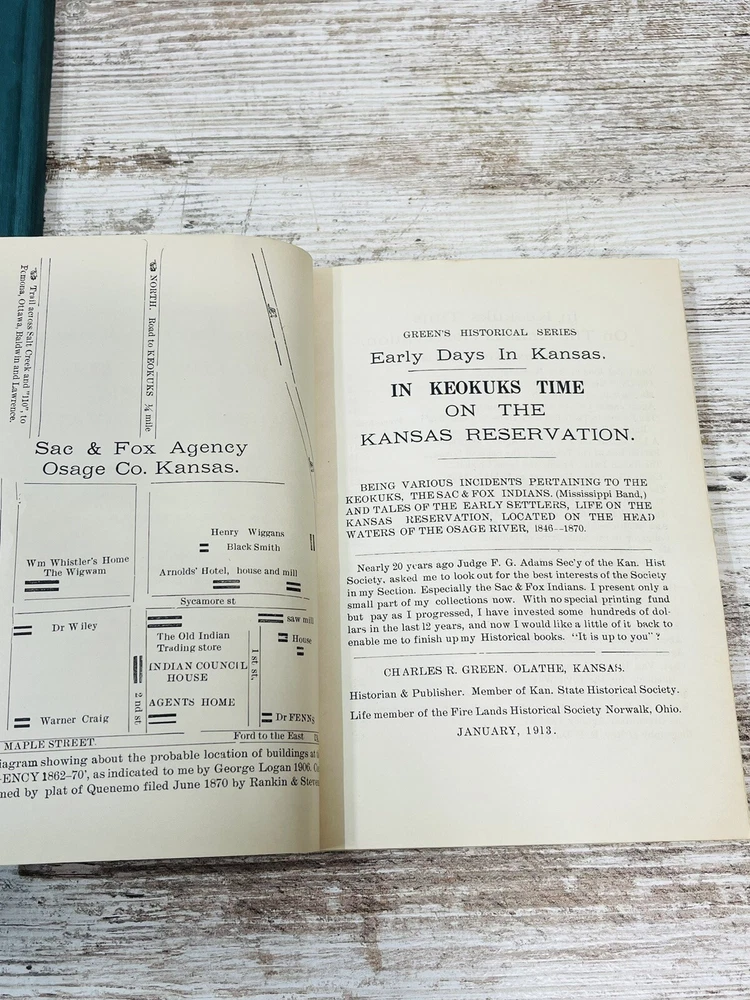 Trail across Salt Creek and "110", to
Pomona, Ottawa, Baldwin and Lawrence.
NORTH. Road to KEOKUKS ¼ mile
Sac & Fox Agency
Osage Co. Kansas.
Henry Wiggans
Black Smith
Wm Whistler's Home
The Wigwam
Arnolds' Hotel, house and mill
Sycamore st
saw mill
Dr Wiley
The Old Indian
Trading store
House
1 st. st.
INDIAN COUNCIL
HOUSE
2 nd st.
AGENTS HOME
Warner Craig
Dr FENNS
Ford to the East
MAPLE STREET.
iagram showing about the probable location of buildings at
ENCY 1862-70', as indicated to me by George Logan 1906.
ned by plat of Quenemo filed June 1870 by Rankin &
GREEN'S HISTORICAL SERIES
Early Days In Kansas.
IN KEOKUKS TIME
ON THE
KANSAS RESERVATION.
BEING VARIOUS INCIDENTS PERTAINING TO THE
KEOKUKS, THE SAC & FOX INDIANS. (Mississippi Band,)
AND TALES OF THE EARLY SETTLERS, LIFE ON THE
KANSAS RESERVATION, LOCATED ON THE HEAD
WATERS OF THE OSAGE RIVER, 1846--1870.
Nearly 20 years ago Judge F. G. Adams Sec'y of the Kan. Hist
Society, asked me to look out for the best interests of the Society
in my Section. Especially the Sac & Fox Indians. I present only a
small part of my collections now. With no special printing fund
but pay as I progressed, I have invested some hundreds of dol-
lars in the last 12 years, and now I would like a little of it back to
enable me to finish up my Historical books. "It is up to you"?
CHARLES R. GREEN. OLATHE, KANSAS.
Historian & Publisher. Member of Kan. State Historical Society.
Life member of the Fire Lands Historical Society Norwalk, Ohio.
JANUARY, 1913.